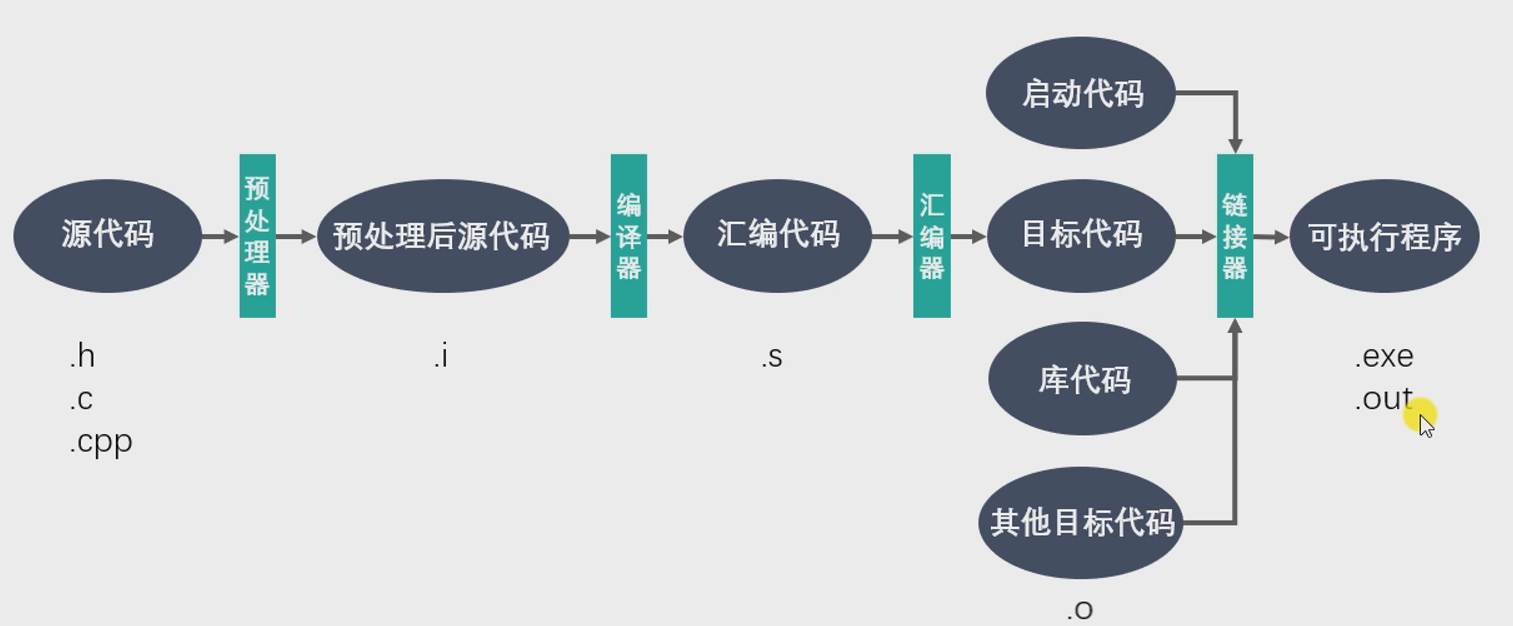 启动代码
源代码
预处理器
预处理后源代码
编译器
汇编代码
汇编器
目标代码
链接器
可执行程序
库代码
其他目标代码
.h
.c
.cpp
.i
.s
.o
.exe
.out